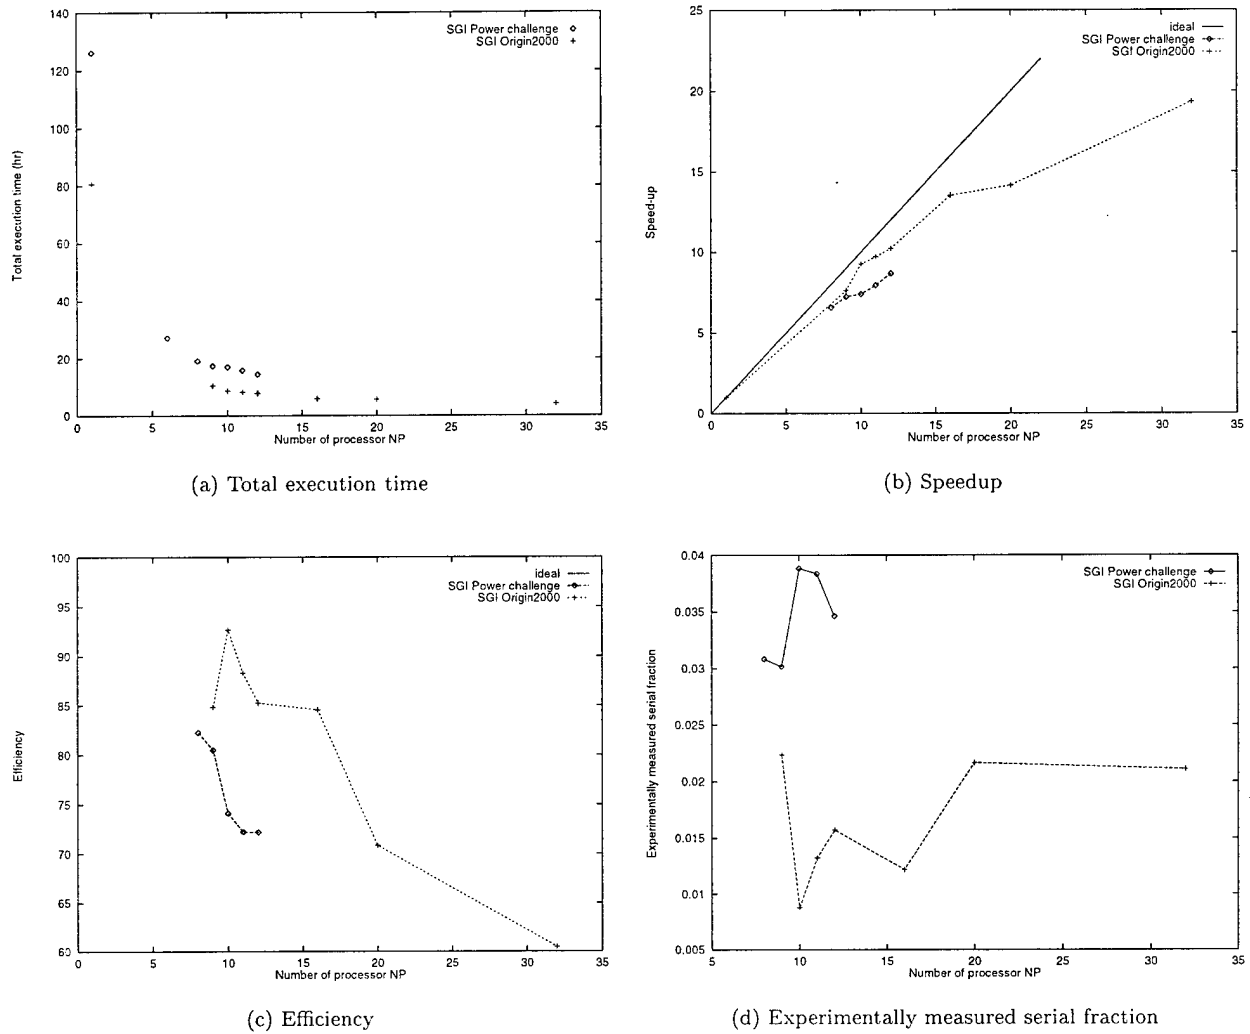 140
120
100
80
60
40
20
0
0
5
10
15
20
25
30
35
Total execution time (hr)
Number of processor NP
SGI Power challenge
SGI Origin2000
(a) Total execution time
25
20
15
10
5
0
0
5
10
15
20
25
30
35
Speed-up
Number of processor NP
ideal
SGI Power challenge
SGI Origin2000
(b) Speedup
100
95
90
85
80
75
70
65
60
0
5
10
15
20
25
30
35
Efficiency
Number of processor NP
ideal
SGI Power challenge
SGI Origin2000
(c) Efficiency
0.04
0.035
0.03
0.025
0.02
0.015
0.01
0.005
5
10
15
20
25
30
35
Experimentally measured serial fraction
Number of processor NP
SGI Power challenge
SGI Origin2000
(d) Experimentally measured serial fraction